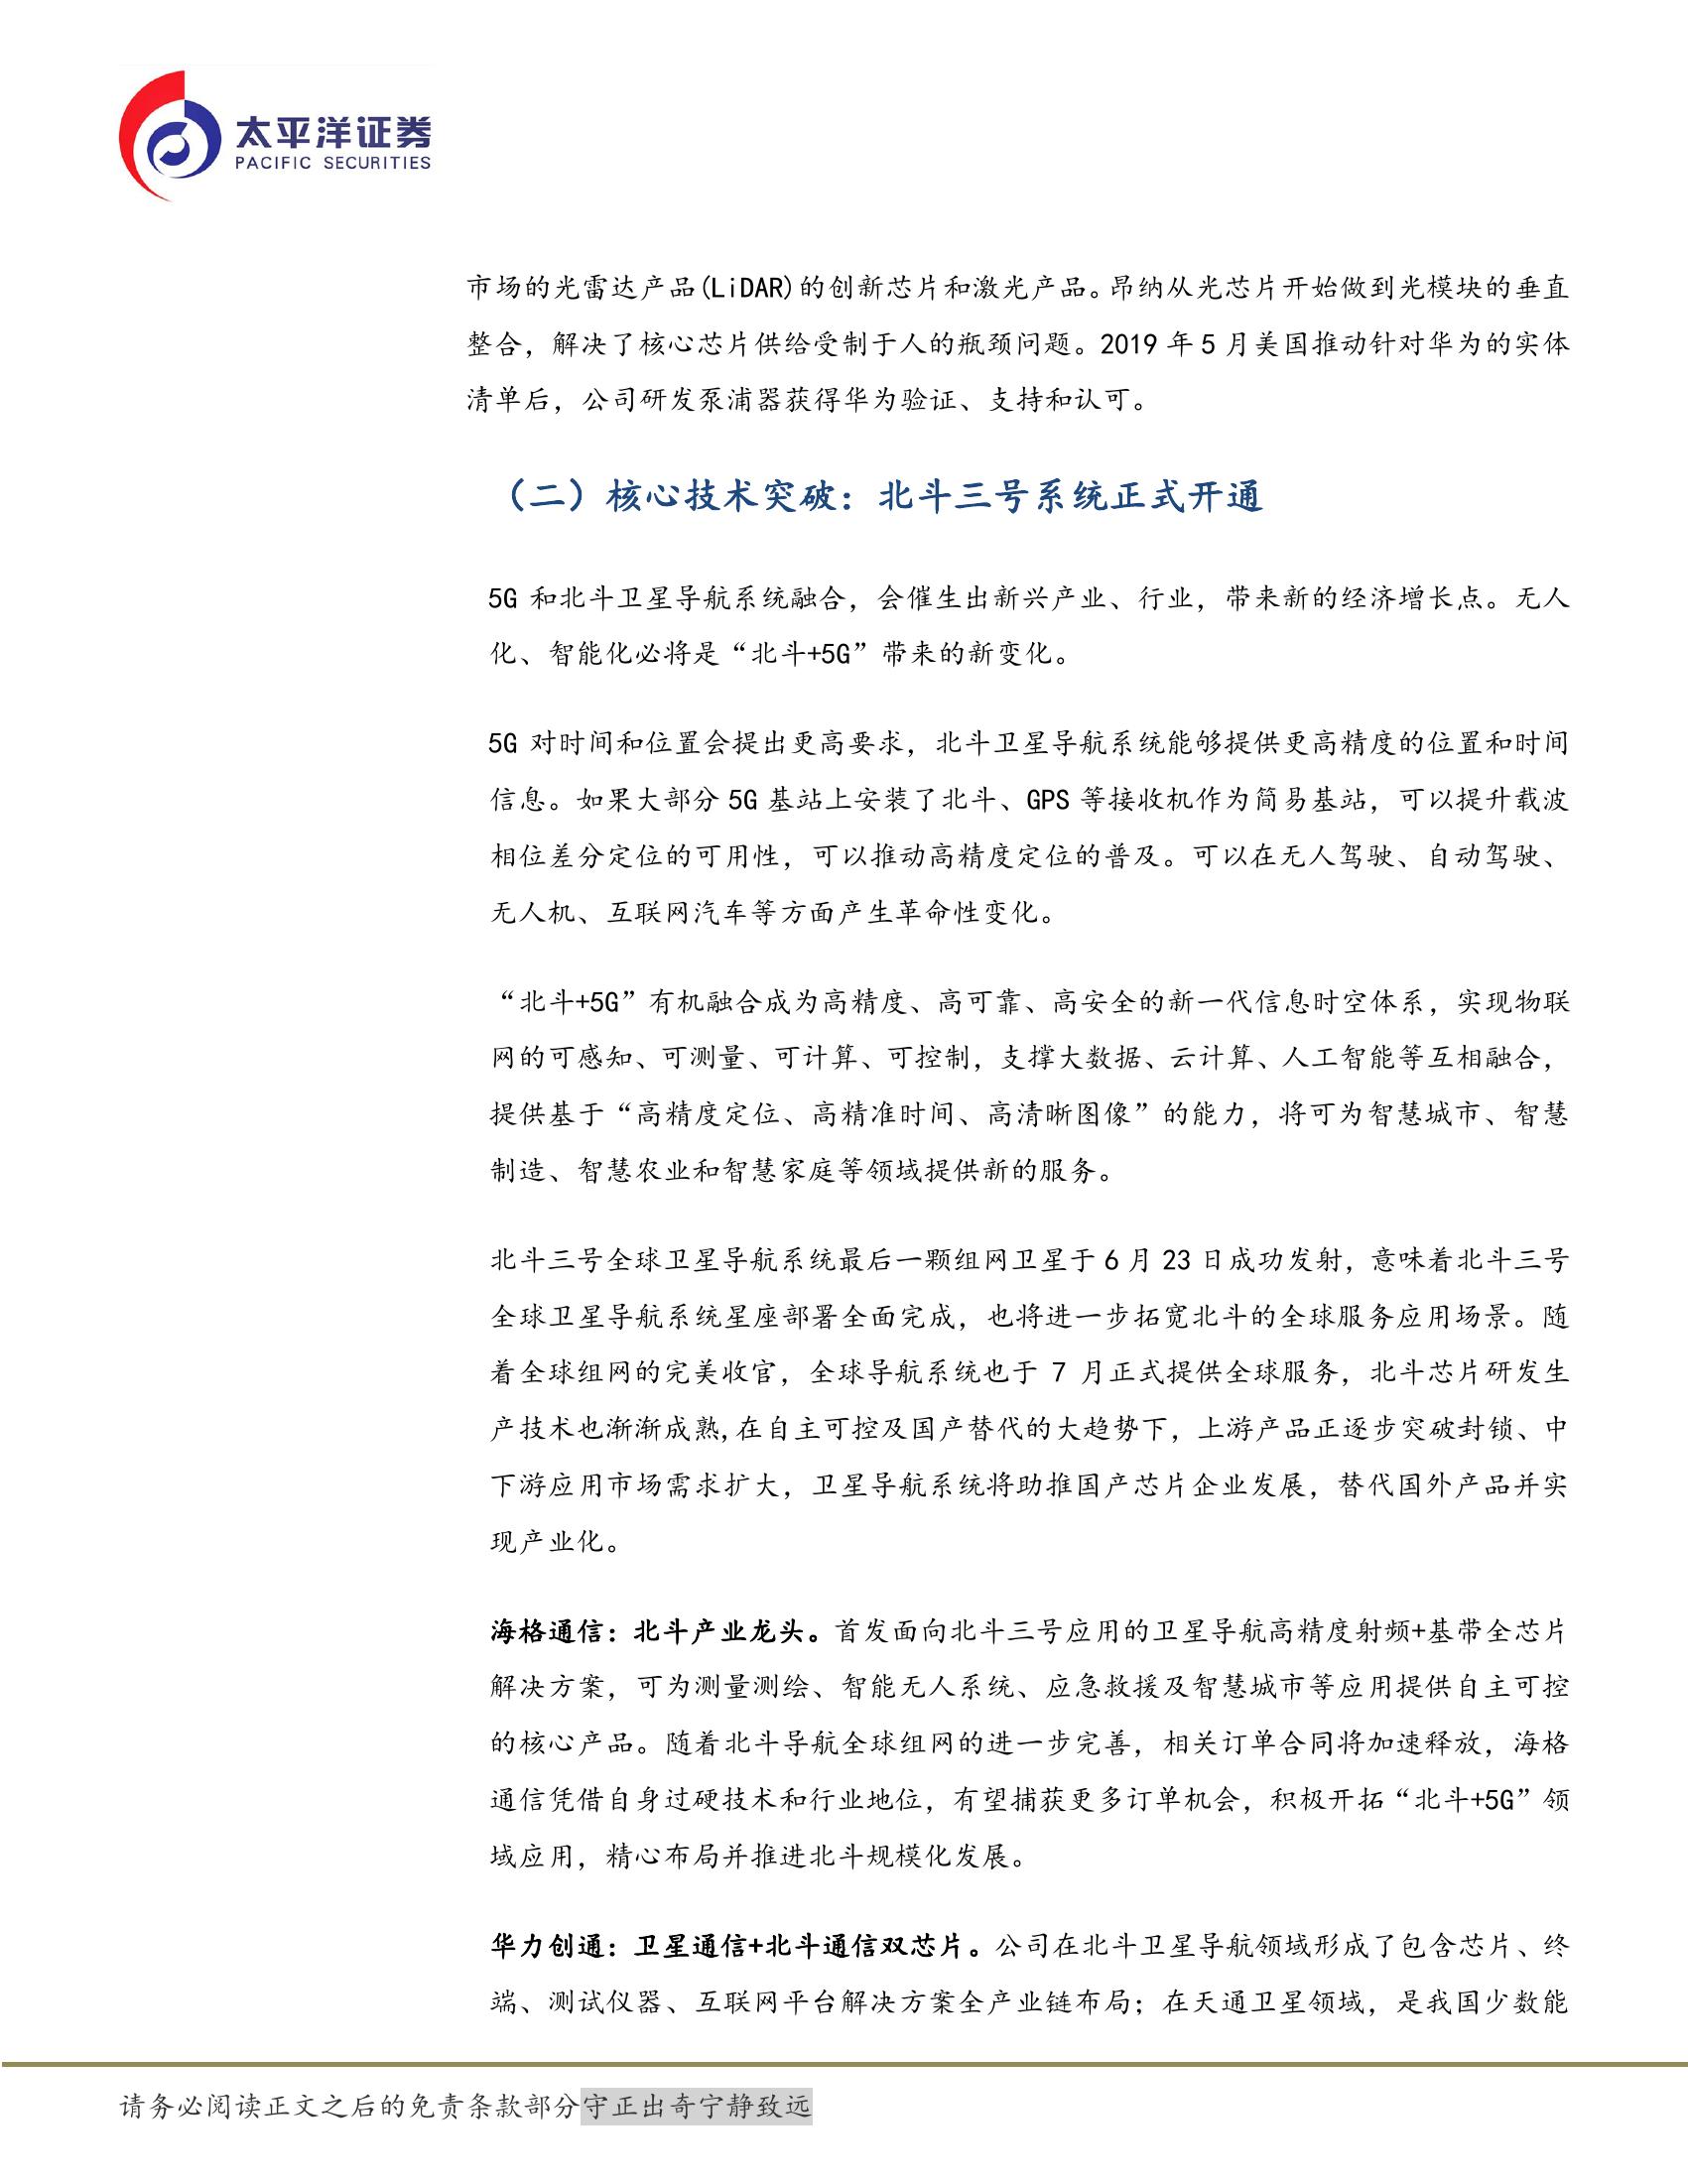 太平洋证券
PACIFIC SECURITIES
市场的光雷达产品(LiDAR)的创新芯片和激光产品。昂纳从光芯片开始做到光模块的垂直
整合，解决了核心芯片供给受制于人的瓶颈问题。2019 年 5 月美国推动针对华为的实体
清单后，公司研发泵浦器获得华为验证、支持和认可。
（二）核心技术突破：北斗三号系统正式开通
5G 和北斗卫星导航系统融合，会催生出新兴产业、行业，带来新的经济增长点。无人
化、智能化必将是“北斗+5G”带来的新变化。
5G 对时间和位置会提出更高要求，北斗卫星导航系统能够提供更高精度的位置和时间
信息。如果大部分 5G 基站上安装了北斗、GPS 等接收机作为简易基站，可以提升载波
相位差分定位的可用性，可以推动高精度定位的普及。可以在无人驾驶、自动驾驶、
无人机、互联网汽车等方面产生革命性变化。
“北斗+5G”有机融合成为高精度、高可靠、高安全的新一代信息时空体系，实现物联
网的可感知、可测量、可计算、可控制，支撑大数据、云计算、人工智能等互相融合，
提供基于“高精度定位、高精准时间、高清晰图像”的能力，将可为智慧城市、智慧
制造、智慧农业和智慧家庭等领域提供新的服务。
北斗三号全球卫星导航系统最后一颗组网卫星于 6 月 23 日成功发射，意味着北斗三号
全球卫星导航系统星座部署全面完成，也将进一步拓宽北斗的全球服务应用场景。随
着全球组网的完美收官，全球导航系统也于 7 月正式提供全球服务，北斗芯片研发生
产技术也渐渐成熟,在自主可控及国产替代的大趋势下，上游产品正逐步突破封锁、中
下游应用市场需求扩大，卫星导航系统将助推国产芯片企业发展，替代国外产品并实
现产业化。
海格通信：北斗产业龙头。首发面向北斗三号应用的卫星导航高精度射频+基带全芯片
解决方案，可为测量测绘、智能无人系统、应急救援及智慧城市等应用提供自主可控
的核心产品。随着北斗导航全球组网的进一步完善，相关订单合同将加速释放，海格
通信凭借自身过硬技术和行业地位，有望捕获更多订单机会，积极开拓“北斗+5G”领
域应用，精心布局并推进北斗规模化发展。
华力创通：卫星通信+北斗通信双芯片。公司在北斗卫星导航领域形成了包含芯片、终
端、测试仪器、互联网平台解决方案全产业链布局；在天通卫星领域，是我国少数能
请务必阅读正文之后的免责条款部分守正出奇宁静致远